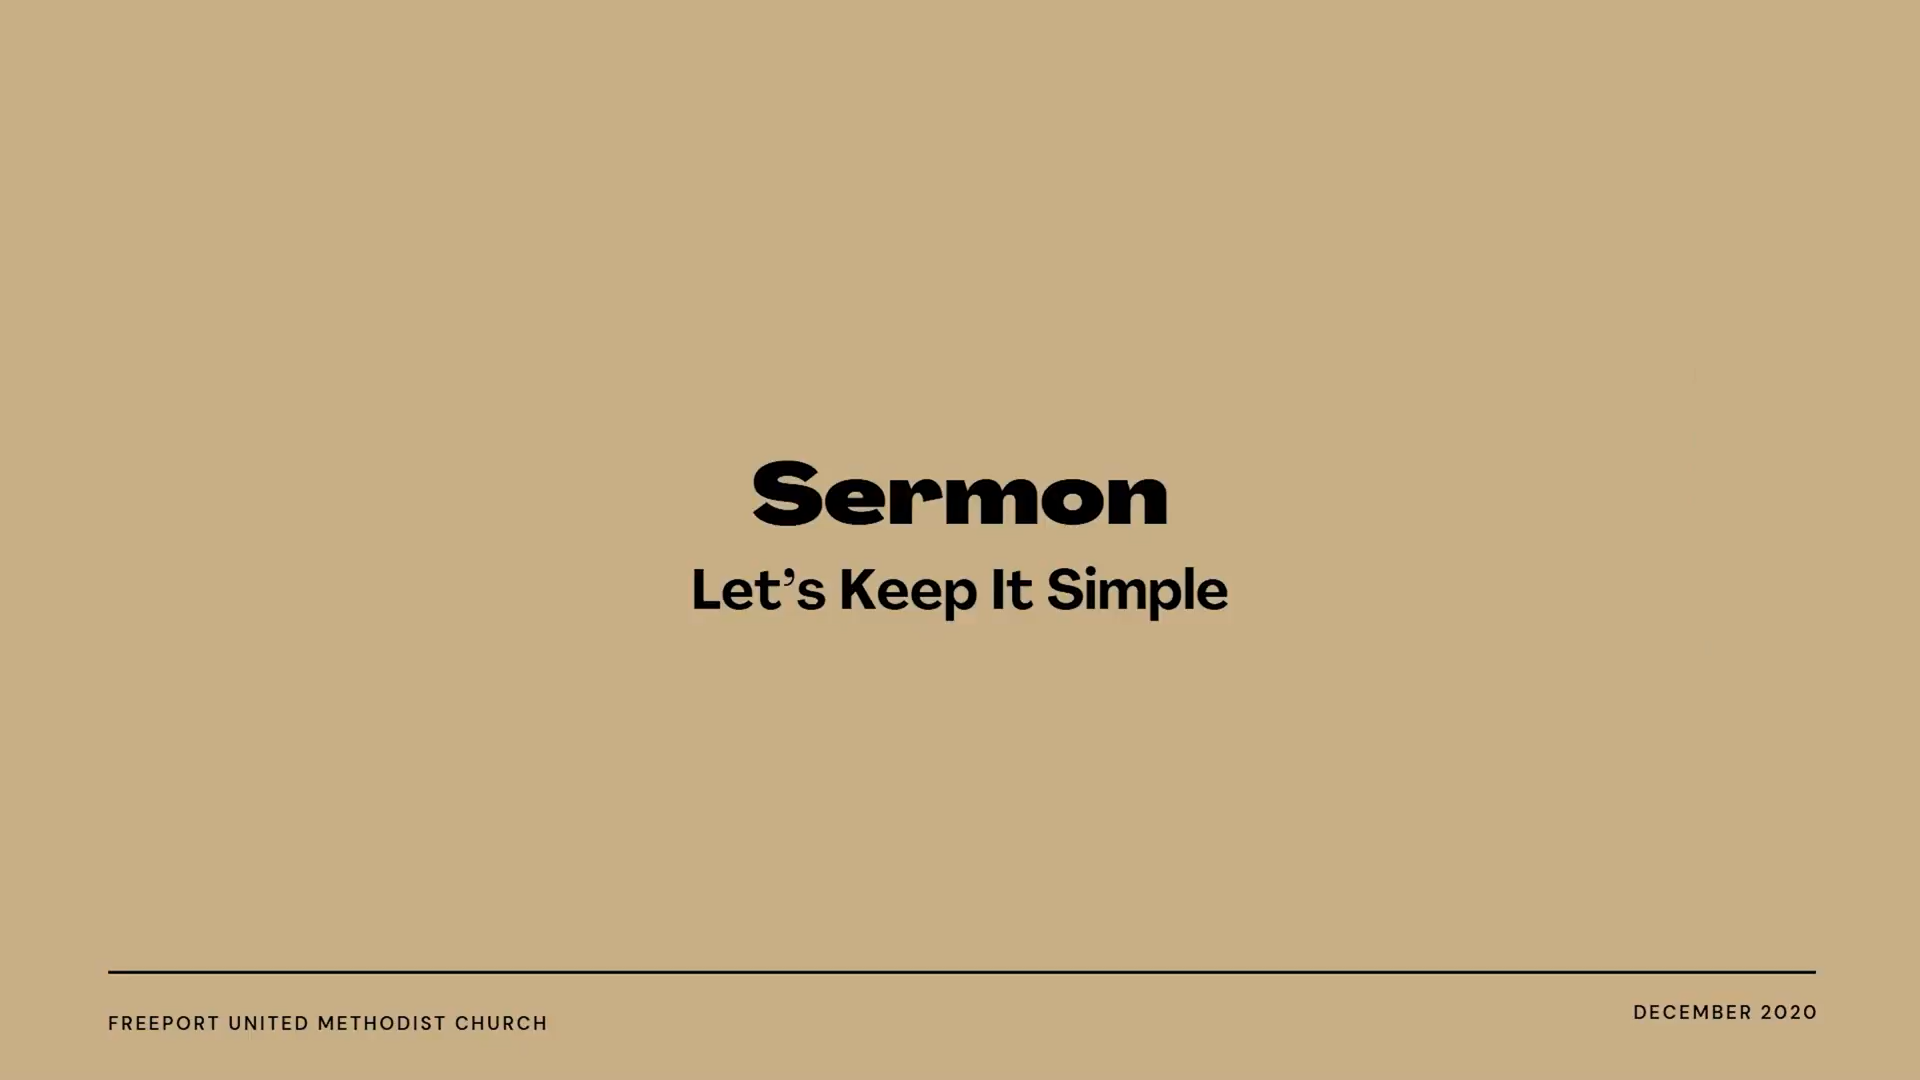 Sermon
Let’s Keep It Simple
FREEPORT UNITED METHODIST CHURCH
DECEMBER 2020